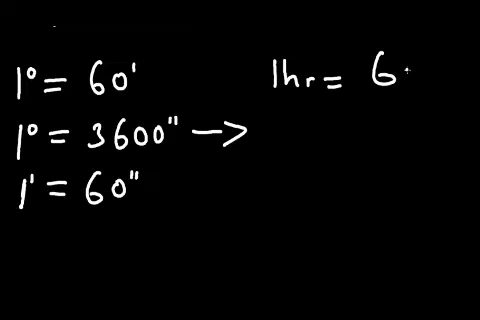 1° = 60'
1° = 3600" →
1' = 60"
1hr = 6